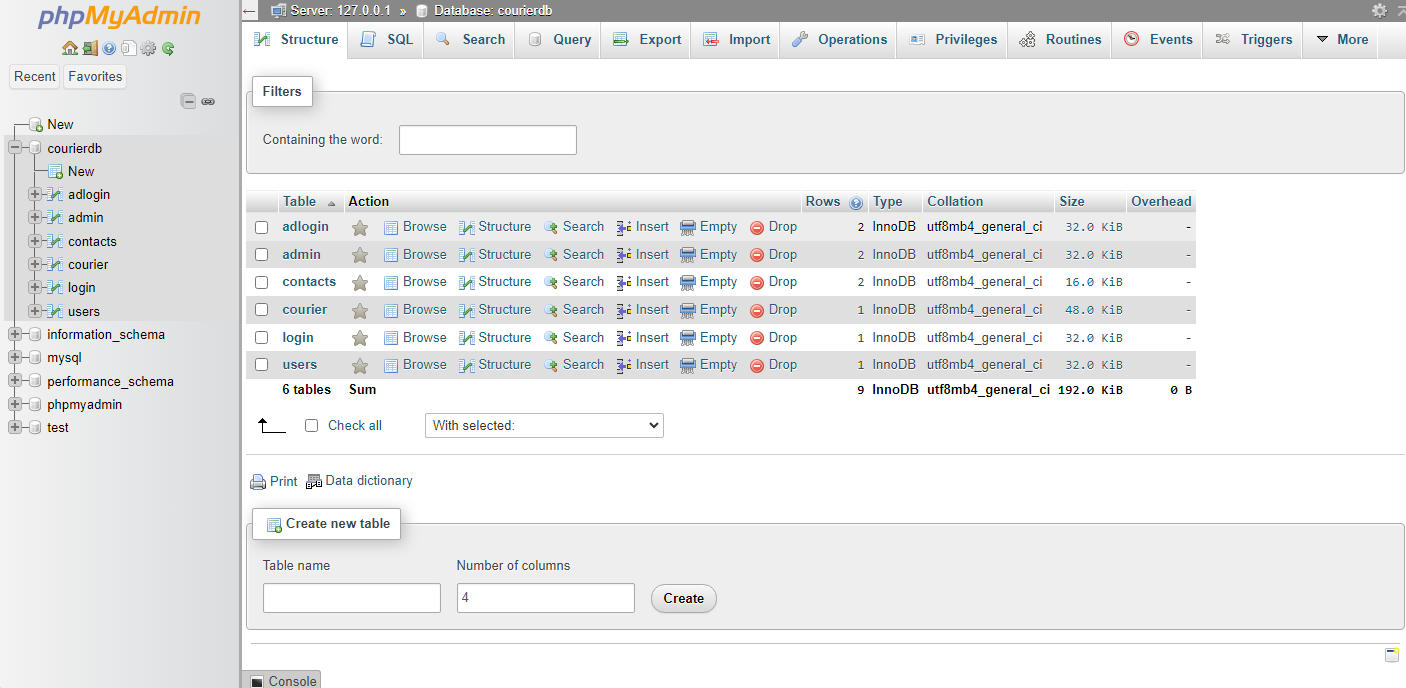 phpMyAdmin
Recent Favorites
New
courierdb
New
adlogin
admin
contacts
courier
login
users
information_schema
mysql
performance_schema
phpmyadmin
test
Server: 127.0.0.1 » Database: courierdb
Structure SQL Search Query Export Import Operations Privileges Routines Events Triggers More
Filters
Containing the word:
Table Action Rows Type Collation Size Overhead
adlogin Browse Structure Search Insert Empty Drop 2 InnoDB utf8mb4_general_ci 32.0 KiB -
admin Browse Structure Search Insert Empty Drop 2 InnoDB utf8mb4_general_ci 32.0 KiB -
contacts Browse Structure Search Insert Empty Drop 2 InnoDB utf8mb4_general_ci 16.0 KiB -
courier Browse Structure Search Insert Empty Drop 1 InnoDB utf8mb4_general_ci 48.0 KiB -
login Browse Structure Search Insert Empty Drop 1 InnoDB utf8mb4_general_ci 32.0 KiB -
users Browse Structure Search Insert Empty Drop 1 InnoDB utf8mb4_general_ci 32.0 KiB -
6 tables Sum 9 InnoDB utf8mb4_general_ci 192.0 KiB 0 B
Check all With selected:
Print Data dictionary
Create new table
Table name Number of columns
4 Create
Console